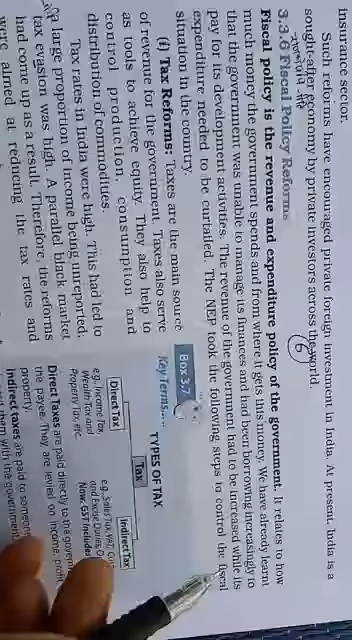 insurance sector.
Such reforms have encouraged private foreign investment in India. At present, India is a
sought-after economy by private investors across the world.
3.3.6 Fiscal Policy Reforms
6
Fiscal policy is the revenue and expenditure policy of the government. It relates to how
much money the government spends and from where it gets this money. We have already learnt
that the government was unable to manage its finances and had been borrowing increasingly to
pay for its development activities. The revenue of the government had to be increased while its
expenditure needed to be curtailed. The NEP took the following steps to control the fiscal
situation in the country.
(i) Tax Reforms: Taxes are the main source
of revenue for the government. Taxes also serve
as tools to achieve equity. They also help to
control production, consumption and
distribution of commodities.
Tax rates in India were high. This had led to
a large proportion of income being unreported.
tax evasion was high. A parallel black market
had come up as a result. Therefore, the reforms
were aimed at reducing the tax rates and
Box 3.7
Key Terms...
TYPES OF TAX
Tax
Direct Tax
Indirect Tax
e.g. Income Tax,
Wealth Tax and
Property Tax, etc.
e.g. Sales Tax, VAT,
and Excise Duties,
Now, GST includes
Direct Taxes are paid directly to the
the payee. They are levied on income, profit
property.
Indirect taxes are paid to someone
them with the government